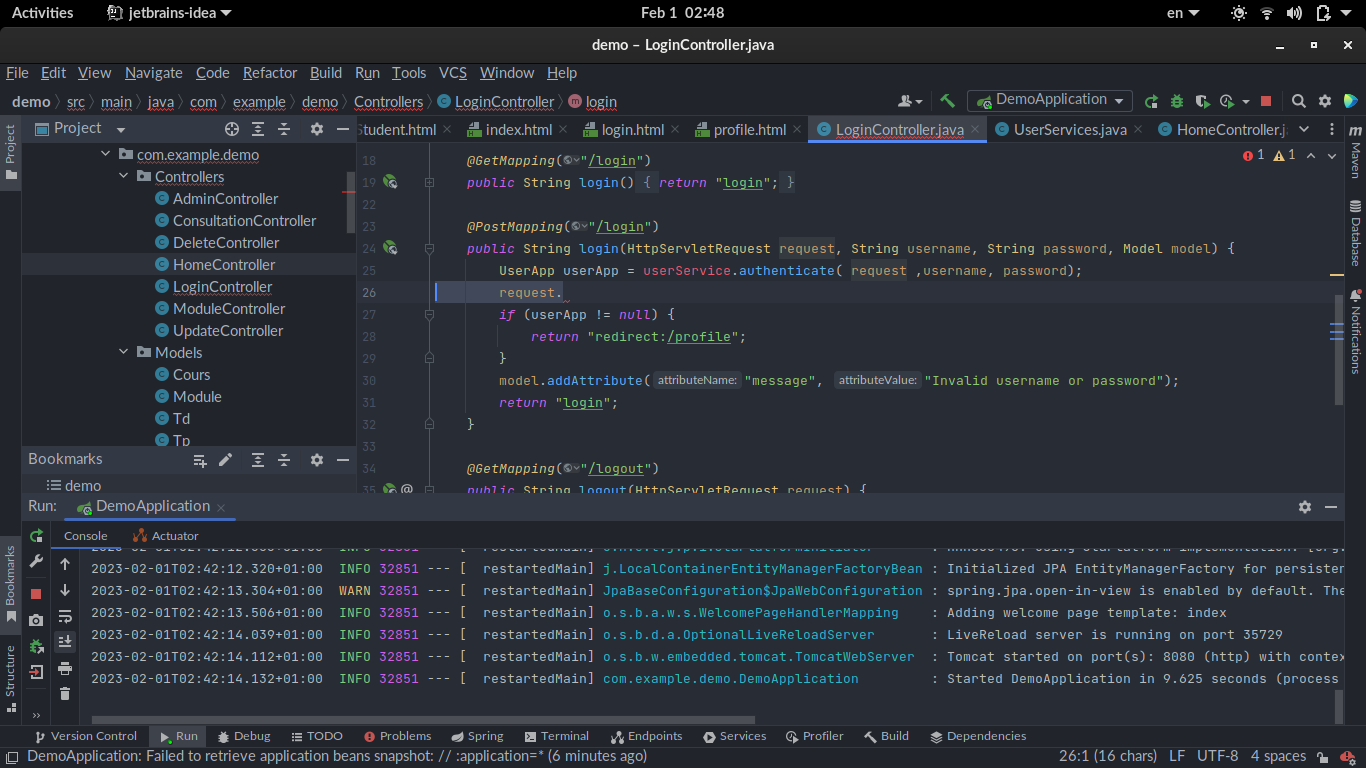 Activities jetbrains-idea Feb 1 02:48 en
demo – LoginController.java
File Edit View Navigate Code Refactor Build Run Tools VCS Window Help
demo src main java com example demo Controllers LoginController login DemoApplication
Project
tudent.html index.html login.html profile.html LoginController.java UserServices.java HomeController.j
com.example.demo
Controllers
AdminController
ConsultationController
DeleteController
HomeController
LoginController
ModuleController
UpdateController
Models
Cours
Module
Td
Tp
1 1
18 @GetMapping("/login")
19 public String login() { return "login"; }
22
23 @PostMapping("/login")
24 public String login(HttpServletRequest request, String username, String password, Model model) {
25 UserApp userApp = userService.authenticate( request ,username, password);
26 request.
27 if (userApp != null) {
28 return "redirect:/profile";
29 }
30 model.addAttribute( attributeName: "message", attributeValue: "Invalid username or password");
31 return "login";
32 }
33
34 @GetMapping("/logout")
35 public String logout(HttpServletRequest request) {
Bookmarks
demo
Project
Bookmarks
Structure
Maven
Database
Notifications
Run: DemoApplication
Console Actuator
2023-02-01T02:42:12.320+01:00 INFO 32851 --- [ restartedMain] j.LocalContainerEntityManagerFactoryBean : Initialized JPA EntityManagerFactory for persisten
2023-02-01T02:42:13.304+01:00 WARN 32851 --- [ restartedMain] JpaBaseConfiguration$JpaWebConfiguration : spring.jpa.open-in-view is enabled by default. The
2023-02-01T02:42:13.506+01:00 INFO 32851 --- [ restartedMain] o.s.b.a.w.s.WelcomePageHandlerMapping : Adding welcome page template: index
2023-02-01T02:42:14.039+01:00 INFO 32851 --- [ restartedMain] o.s.b.d.a.OptionalLiveReloadServer : LiveReload server is running on port 35729
2023-02-01T02:42:14.112+01:00 INFO 32851 --- [ restartedMain] o.s.b.w.embedded.tomcat.TomcatWebServer : Tomcat started on port(s): 8080 (http) with contex
2023-02-01T02:42:14.132+01:00 INFO 32851 --- [ restartedMain] com.example.demo.DemoApplication : Started DemoApplication in 9.625 seconds (process
Version Control Run Debug TODO Problems Spring Terminal Endpoints Services Profiler Build Dependencies
DemoApplication: Failed to retrieve application beans snapshot: // :application=* (6 minutes ago) 26:1 (16 chars) LF UTF-8 4 spaces